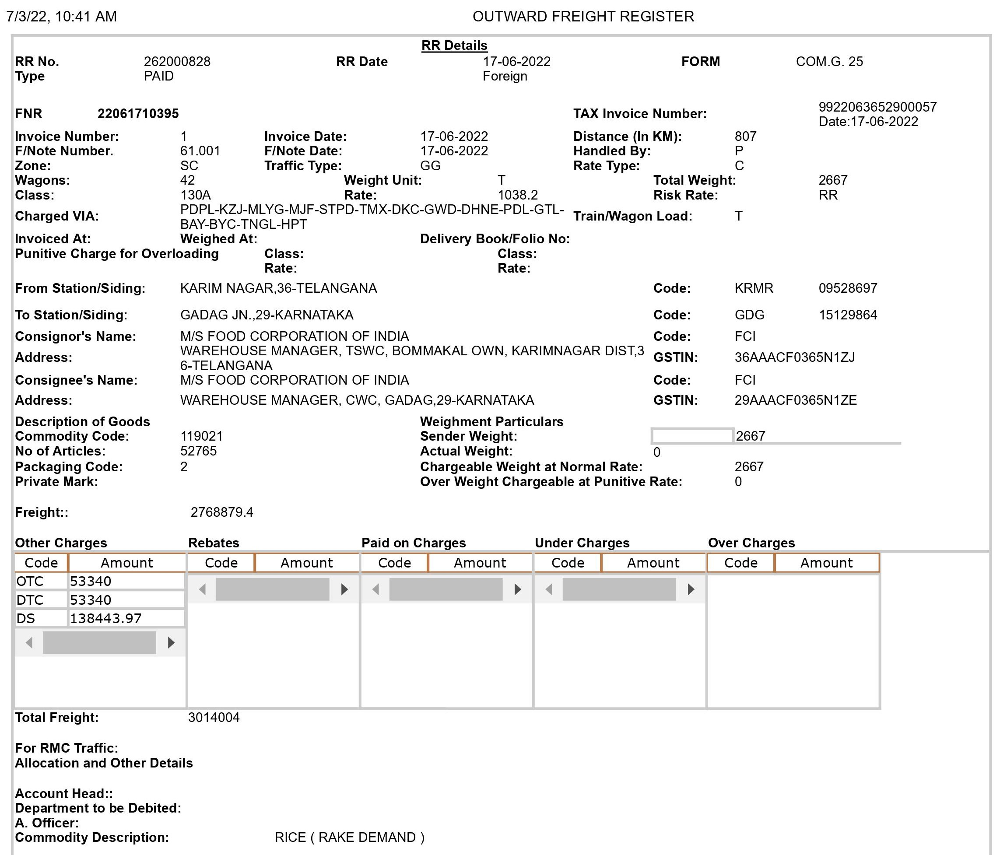 7/3/22, 10:41 AM OUTWARD FREIGHT REGISTER
RR Details
RR No. 262000828 RR Date 17-06-2022 FORM COM.G. 25
Type PAID Foreign
FNR 22061710395 TAX Invoice Number: 9922063652900057
Date:17-06-2022
Invoice Number: 1 Invoice Date: 17-06-2022 Distance (In KM): 807
F/Note Number. 61.001 F/Note Date: 17-06-2022 Handled By: P
Zone: SC Traffic Type: GG Rate Type: C
Wagons: 42 Weight Unit: T Total Weight: 2667
Class: 130A Rate: 1038.2 Risk Rate: RR
Charged VIA: PDPL-KZJ-MLYG-MJF-STPD-TMX-DKC-GWD-DHNE-PDL-GTL-
BAY-BYC-TNGL-HPT Train/Wagon Load: T
Invoiced At: Weighed At: Delivery Book/Folio No:
Punitive Charge for Overloading Class: Class:
Rate: Rate:
From Station/Siding: KARIM NAGAR,36-TELANGANA Code: KRMR 09528697
To Station/Siding: GADAG JN.,29-KARNATAKA Code: GDG 15129864
Consignor's Name: M/S FOOD CORPORATION OF INDIA Code: FCI
Address: WAREHOUSE MANAGER, TSWC, BOMMAKAL OWN, KARIMNAGAR DIST,3
6-TELANGANA GSTIN: 36AAACF0365N1ZJ
Consignee's Name: M/S FOOD CORPORATION OF INDIA Code: FCI
Address: WAREHOUSE MANAGER, CWC, GADAG,29-KARNATAKA GSTIN: 29AAACF0365N1ZE
Description of Goods Weighment Particulars
Commodity Code: 119021 Sender Weight: 2667
No of Articles: 52765 Actual Weight: 0
Packaging Code: 2 Chargeable Weight at Normal Rate: 2667
Private Mark: Over Weight Chargeable at Punitive Rate: 0
Freight:: 2768879.4
Other Charges Rebates Paid on Charges Under Charges Over Charges
Code Amount Code Amount Code Amount Code Amount Code Amount
OTC 53340
DTC 53340
DS 138443.97
Total Freight: 3014004
For RMC Traffic:
Allocation and Other Details
Account Head::
Department to be Debited:
A. Officer:
Commodity Description: RICE ( RAKE DEMAND )